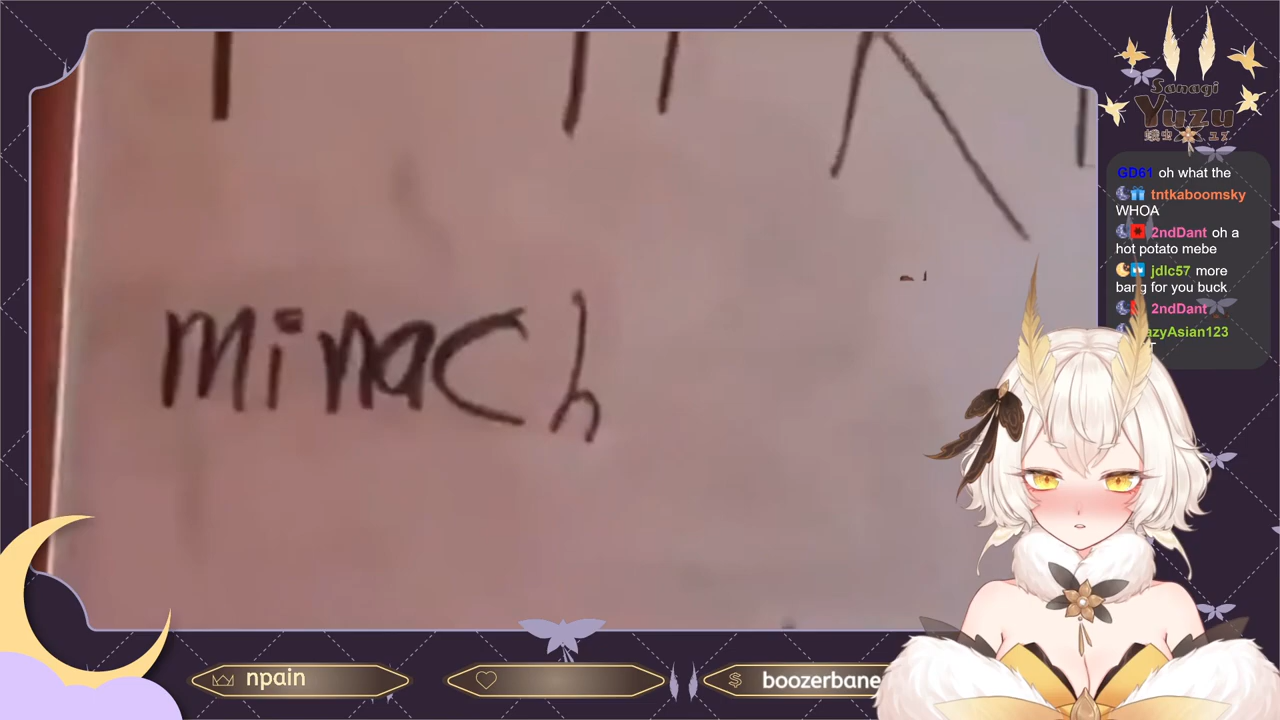 minach
Sanagi
Yuzu
GD61 oh what the
tntkaboomsky
WHOA
2ndDant oh a
hot potato mebe
jdlc57 more
bang for you buck
2ndDant
azyAsian123
npain
boozerbane